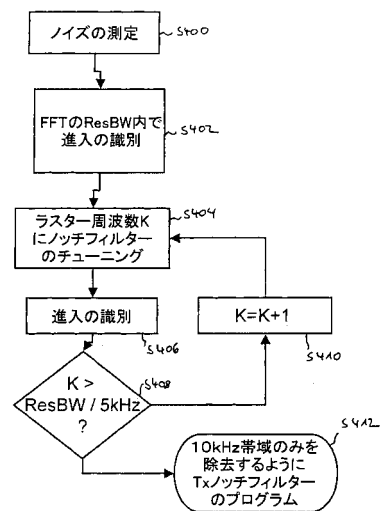 ノイズの測定
S400
FFTのResBW内で
進入の識別
S402
ラスター周波数K
にノッチフィルター
のチューニング
S404
進入の識別
S406
K=K+1
S410
K >
ResBW / 5kHz
?
S408
10kHz帯域のみを
除去するように
Txノッチフィルター
のプログラム
S412